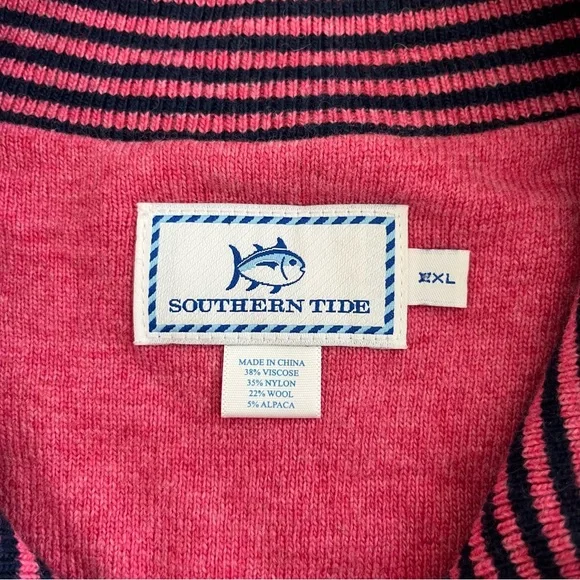 SOUTHERN TIDE
XXL
MADE IN CHINA
38% VISCOSE
35% NYLON
22% WOOL
5% ALPACA